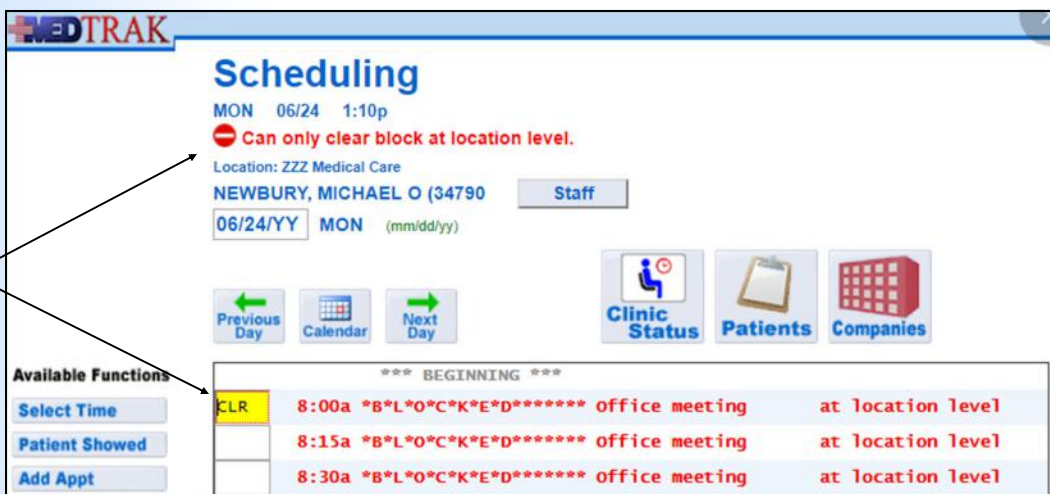 MEDTRAK
Scheduling
MON 06/24 1:10p
Can only clear block at location level.
Location: ZZZ Medical Care
NEWBURY, MICHAEL O (34790 Staff
06/24/YY MON (mm/dd/yy)
Previous Day
Calendar
Next Day
Clinic Status
Patients
Companies
Available Functions
*** BEGINNING ***
Select Time
CLR 8:00a *B*L*O*C*K*E*D******* Office meeting at location level
Patient Showed
8:15a *B*L*O*C*K*E*D******* Office meeting at location level
Add Appt
8:30a *B*L*O*C*K*E*D******* Office meeting at location level